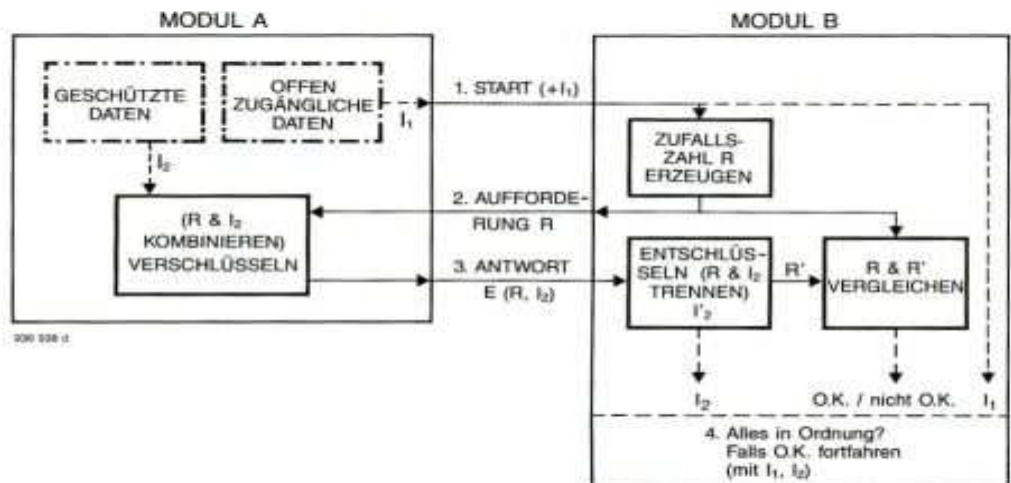 MODUL A
MODUL B
GESCHÜTZTE
DATEN
OFFEN
ZUGÄNGLICHE
DATEN
I₁
1. START (+I₁)
I₂
ZUFALLS-
ZAHL R
ERZEUGEN
(R & I₂
KOMBINIEREN)
VERSCHLÜSSELN
2. AUFFORDE-
RUNG R
3. ANTWORT
E (R, I₂)
ENTSCHLÜS-
SELN (R & I₂
TRENNEN)
I'₂
R'
R & R'
VERGLEICHEN
I₂
O.K. / nicht O.K.
I₁
4. Alles in Ordnung?
Falls O.K. fortfahren
(mit I₁, I₂)